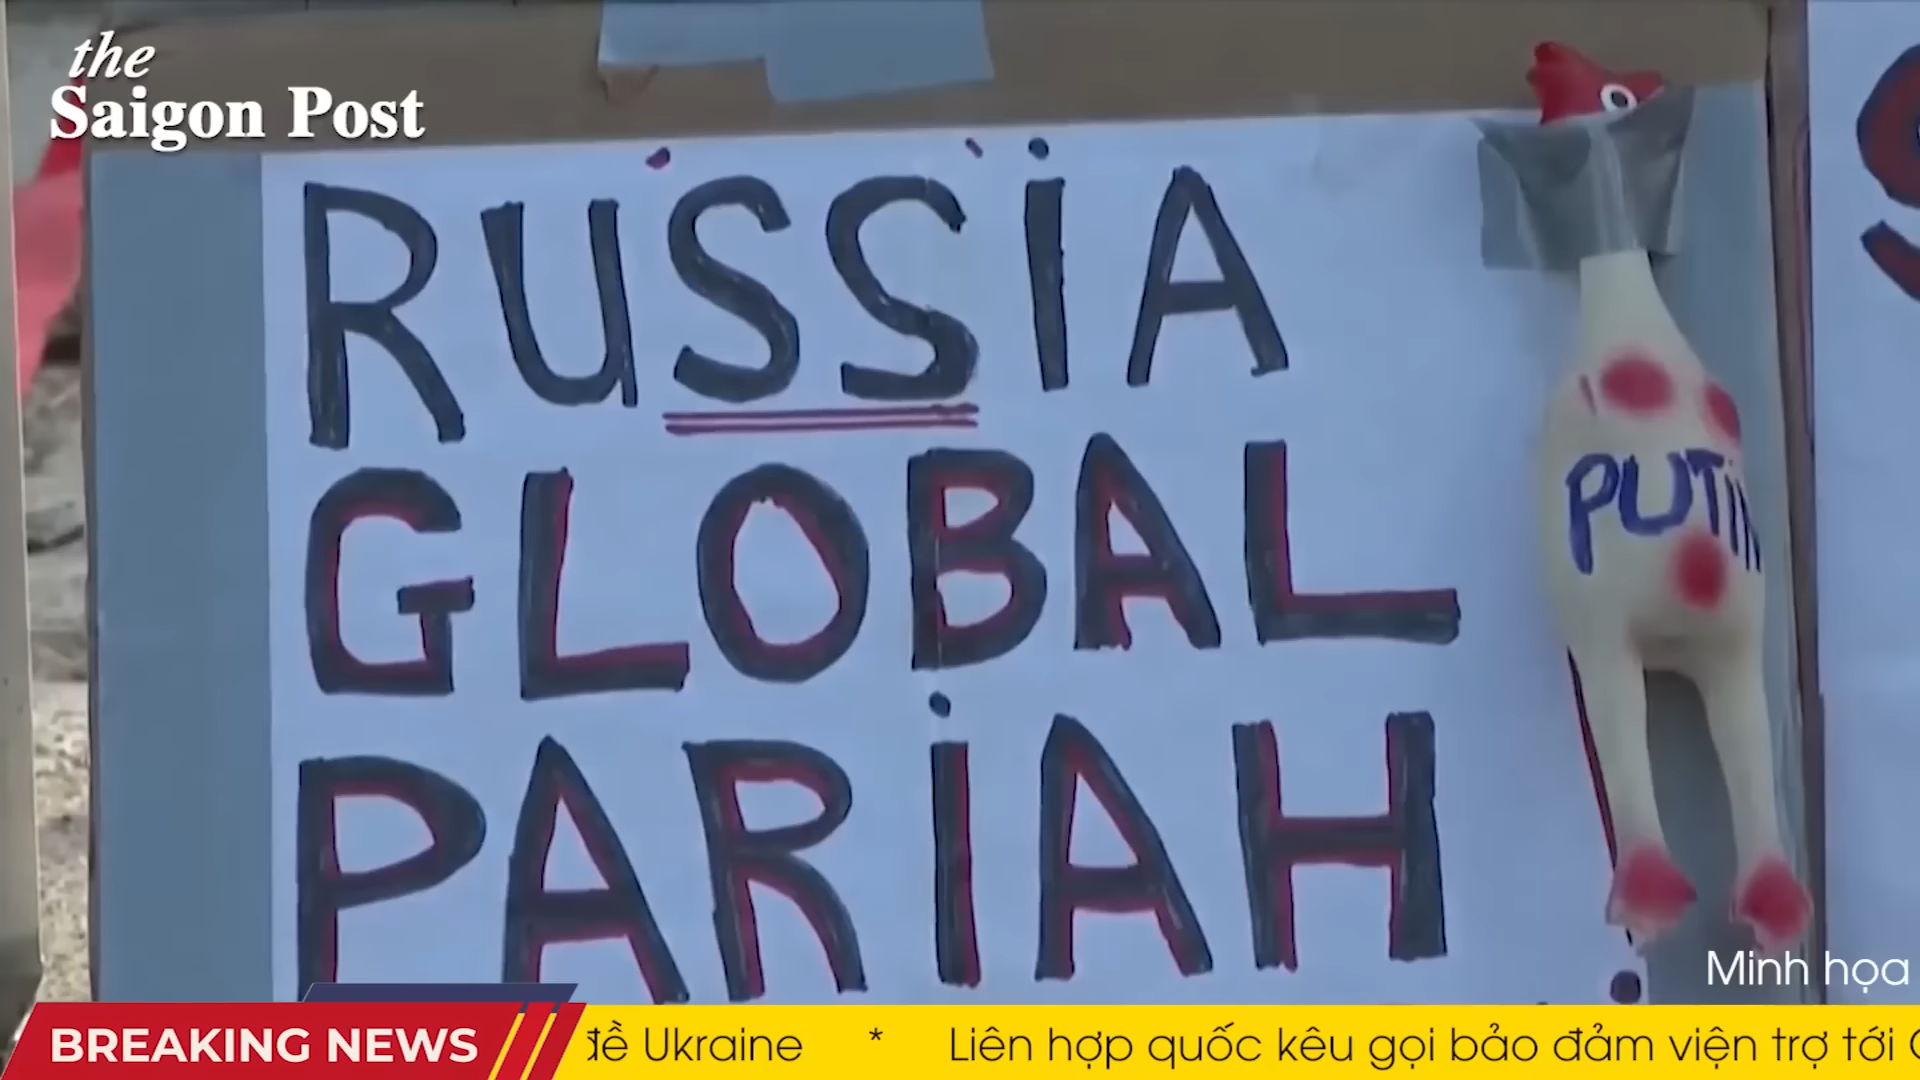 the
Saigon Post
RUSSIA
GLOBAL
PARIAH
PUTIN
Minh họa
BREAKING NEWS
đề Ukraine * Liên hợp quốc kêu gọi bảo đảm viện trợ tới